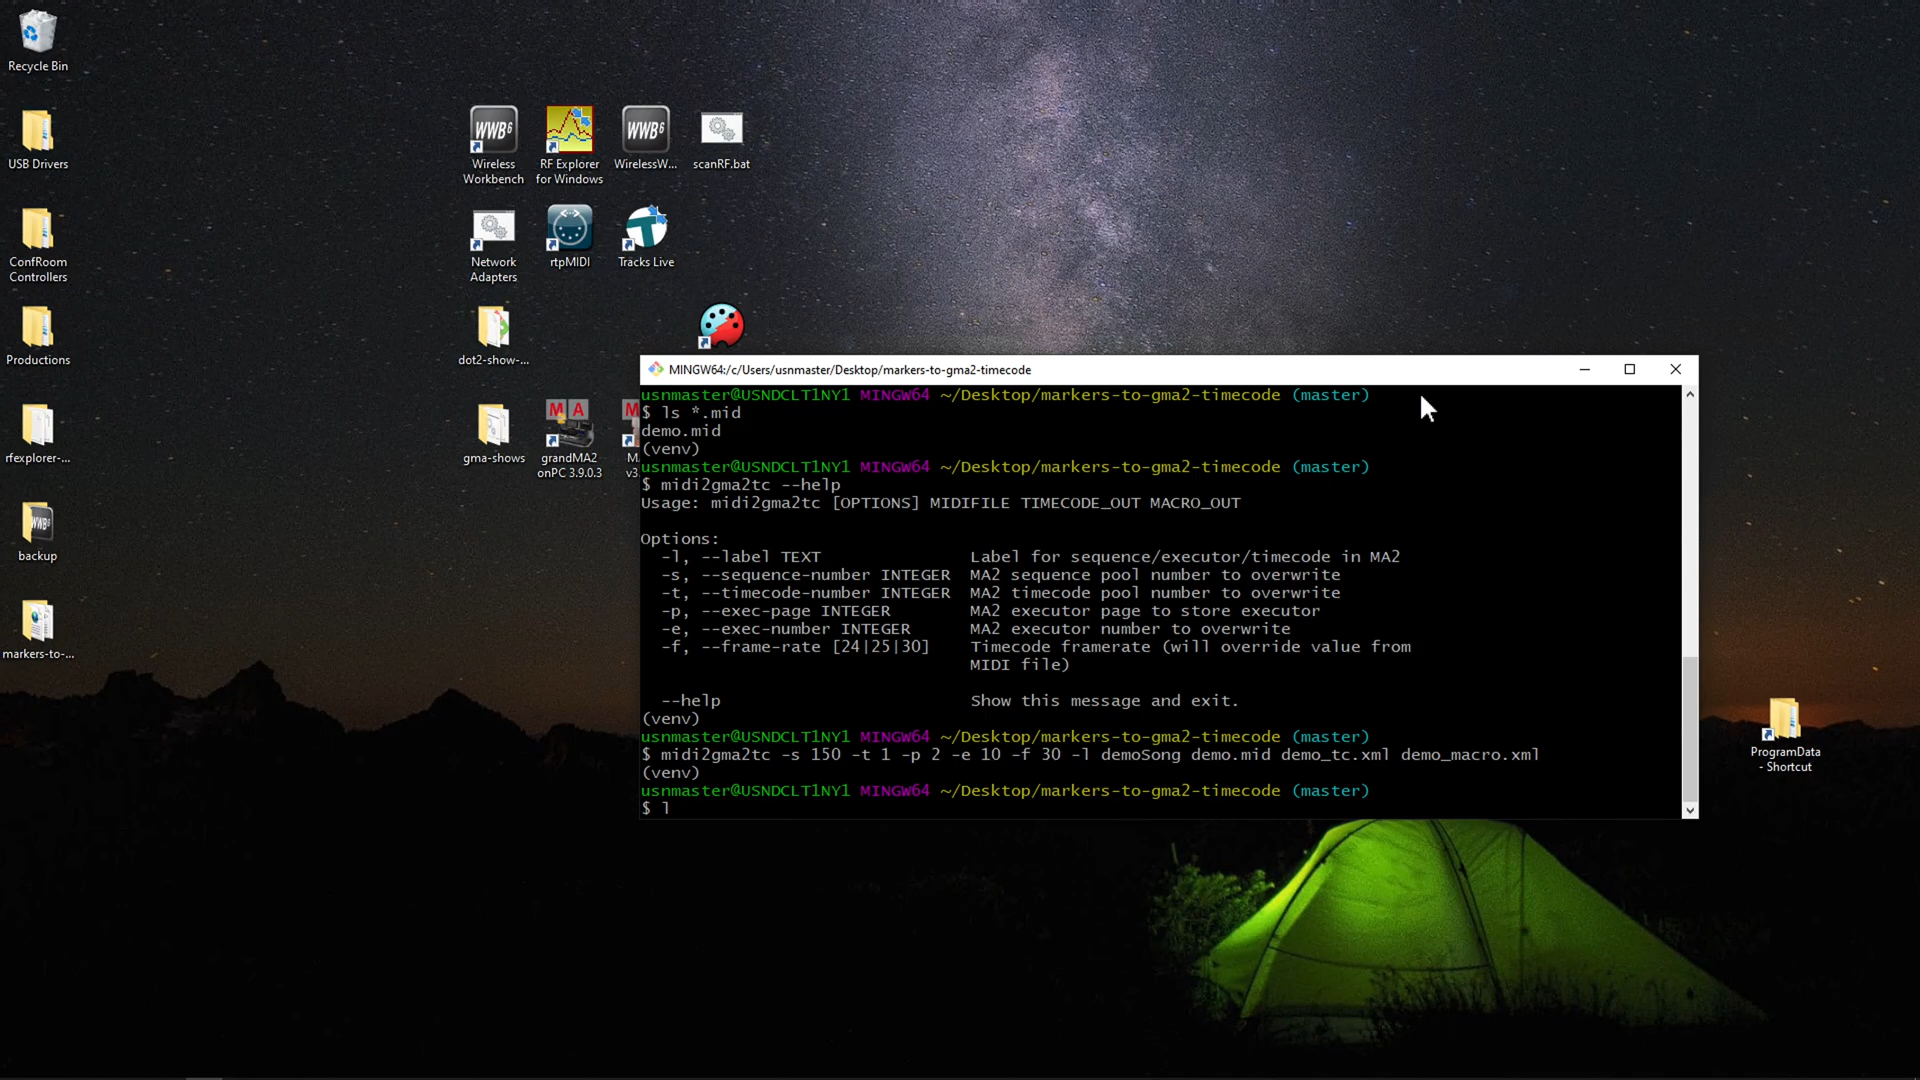 Recycle Bin
USB Drivers
ConfRoom
Controllers
Productions
rfexplorer-...
WWB6
backup
markers-to-...
WWB6
Wireless
Workbench
RF Explorer
for Windows
WWB6
WirelessW...
scanRF.bat
Network
Adapters
rtpMIDI
Tracks Live
dot2-show-...
gma-shows
MA
grandMA2
onPC 3.9.0.3
M
M
v3
ProgramData
- Shortcut
MINGW64:/c/Users/usnmaster/Desktop/markers-to-gma2-timecode
usnmaster@USNDCLT1NY1 MINGW64 ~/Desktop/markers-to-gma2-timecode (master)
$ ls *.mid
demo.mid
(venv)
usnmaster@USNDCLT1NY1 MINGW64 ~/Desktop/markers-to-gma2-timecode (master)
$ midi2gma2tc --help
Usage: midi2gma2tc [OPTIONS] MIDIFILE TIMECODE_OUT MACRO_OUT
Options:
-l, --label TEXT Label for sequence/executor/timecode in MA2
-s, --sequence-number INTEGER MA2 sequence pool number to overwrite
-t, --timecode-number INTEGER MA2 timecode pool number to overwrite
-p, --exec-page INTEGER MA2 executor page to store executor
-e, --exec-number INTEGER MA2 executor number to overwrite
-f, --frame-rate [24|25|30] Timecode framerate (will override value from
MIDI file)
--help Show this message and exit.
(venv)
usnmaster@USNDCLT1NY1 MINGW64 ~/Desktop/markers-to-gma2-timecode (master)
$ midi2gma2tc -s 150 -t 1 -p 2 -e 10 -f 30 -l demoSong demo.mid demo_tc.xml demo_macro.xml
(venv)
usnmaster@USNDCLT1NY1 MINGW64 ~/Desktop/markers-to-gma2-timecode (master)
$ l